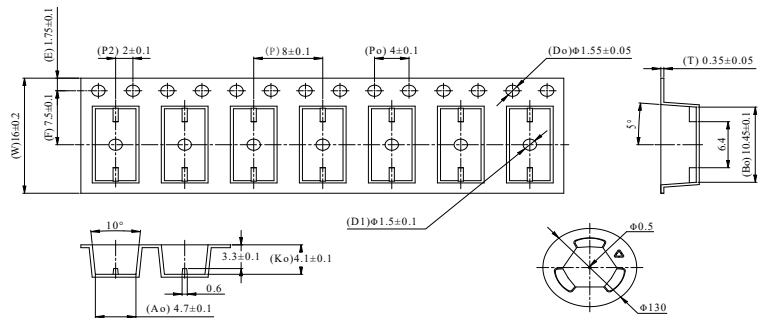 (E) 1.75±0.1
(P2) 2±0.1
(P) 8±0.1
(Po) 4±0.1
(Do)Φ1.55±0.05
(T) 0.35±0.05
(W)16±0.2
(F) 7.5±0.1
5°
6.4
(Bo) 10.45±0.1
(D1)Φ1.5±0.1
10°
3.3±0.1
(Ko)4.1±0.1
0.6
(Ao) 4.7±0.1
Φ0.5
Φ130